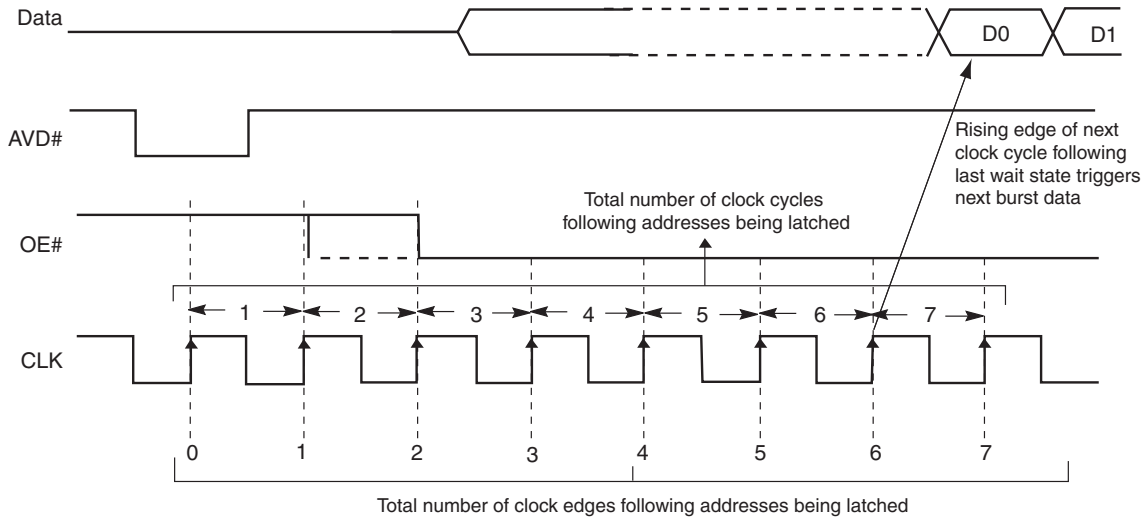 Data
D0
D1
AVD#
Rising edge of next
clock cycle following
last wait state triggers
next burst data
Total number of clock cycles
following addresses being latched
OE#
1
2
3
4
5
6
7
CLK
0
1
2
3
4
5
6
7
Total number of clock edges following addresses being latched